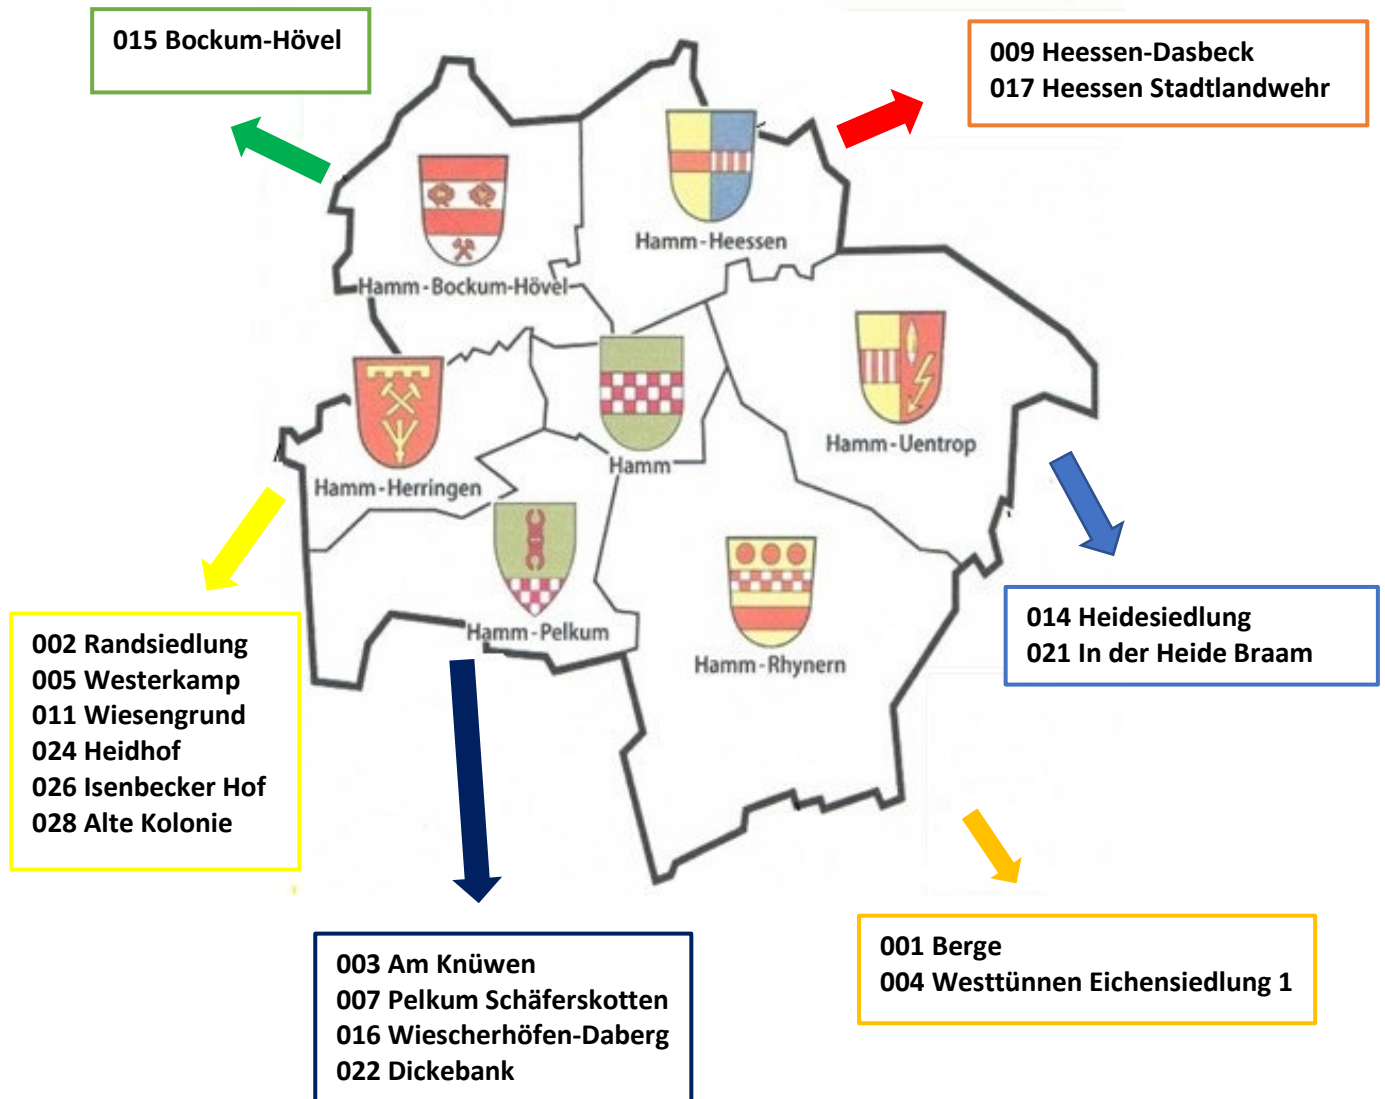 015 Bockum-Hövel
009 Heessen-Dasbeck
017 Heessen Stadtlandwehr
Hamm-Heessen
Hamm-Bockum-Hövel
Hamm-Uentrop
Hamm
Hamm-Herringen
Hamm-Pelkum
Hamm-Rhynern
014 Heidesiedlung
021 In der Heide Braam
002 Randsiedlung
005 Westerkamp
011 Wiesengrund
024 Heidhof
026 Isenbecker Hof
028 Alte Kolonie
003 Am Knüwen
007 Pelkum Schäferskotten
016 Wiescherhöfen-Daberg
022 Dickebank
001 Berge
004 Westtünnen Eichensiedlung 1